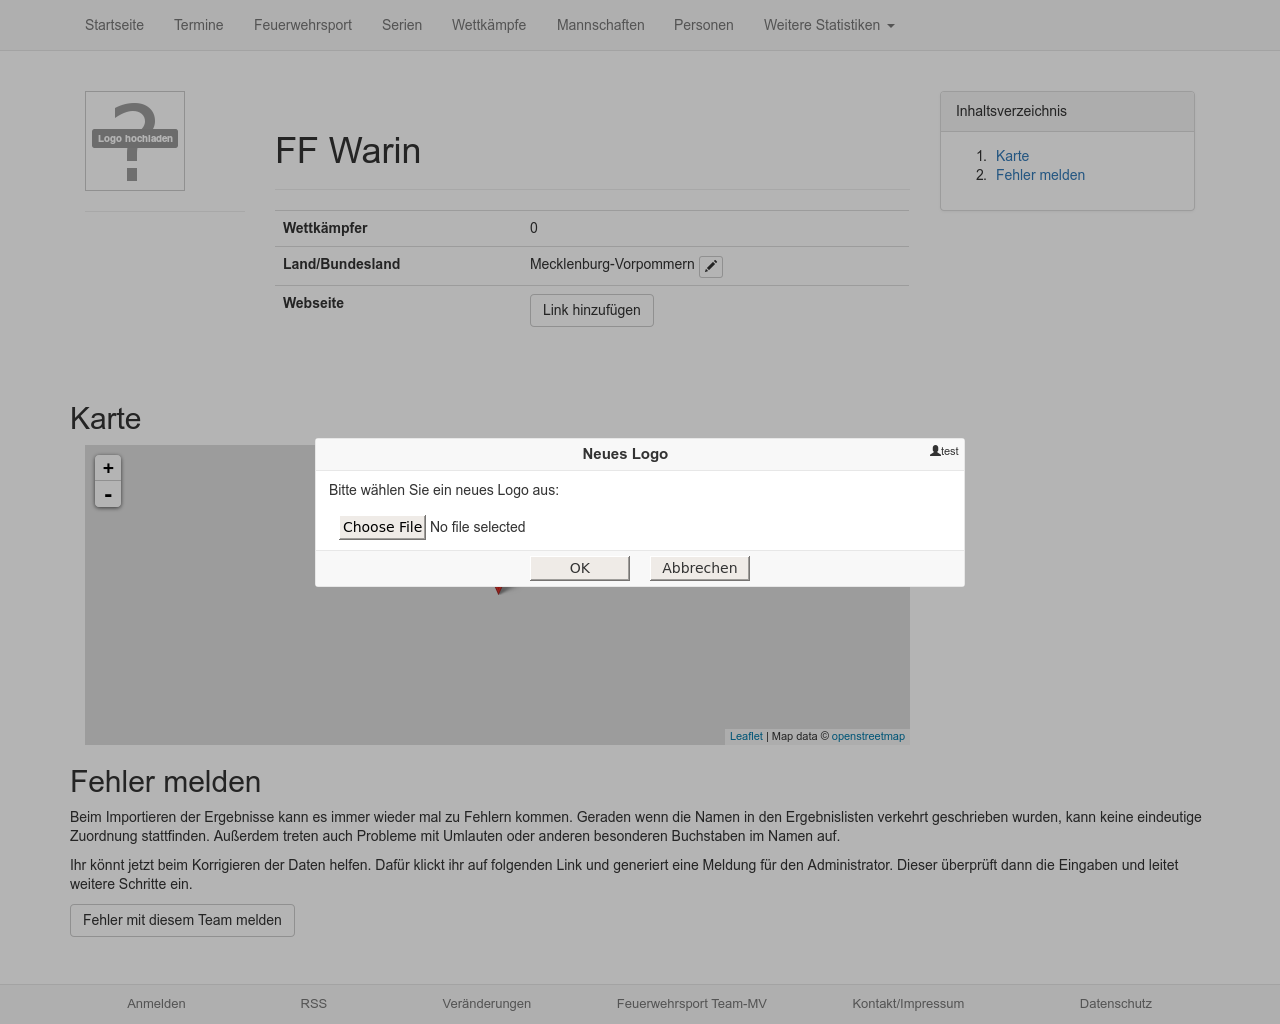 Startseite Termine Feuerwehrsport Serien Wettkämpfe Mannschaften Personen Weitere Statistiken
Logo hochladen
FF Warin
Wettkämpfer 0
Land/Bundesland Mecklenburg-Vorpommern
Webseite Link hinzufügen
Inhaltsverzeichnis
1. Karte
2. Fehler melden
Karte
+
-
Neues Logo
test
Bitte wählen Sie ein neues Logo aus:
Choose File No file selected
OK Abbrechen
Leaflet | Map data © openstreetmap
Fehler melden
Beim Importieren der Ergebnisse kann es immer wieder mal zu Fehlern kommen. Geraden wenn die Namen in den Ergebnislisten verkehrt geschrieben wurden, kann keine eindeutige
Zuordnung stattfinden. Außerdem treten auch Probleme mit Umlauten oder anderen besonderen Buchstaben im Namen auf.
Ihr könnt jetzt beim Korrigieren der Daten helfen. Dafür klickt ihr auf folgenden Link und generiert eine Meldung für den Administrator. Dieser überprüft dann die Eingaben und leitet
weitere Schritte ein.
Fehler mit diesem Team melden
Anmelden RSS Veränderungen Feuerwehrsport Team-MV Kontakt/Impressum Datenschutz